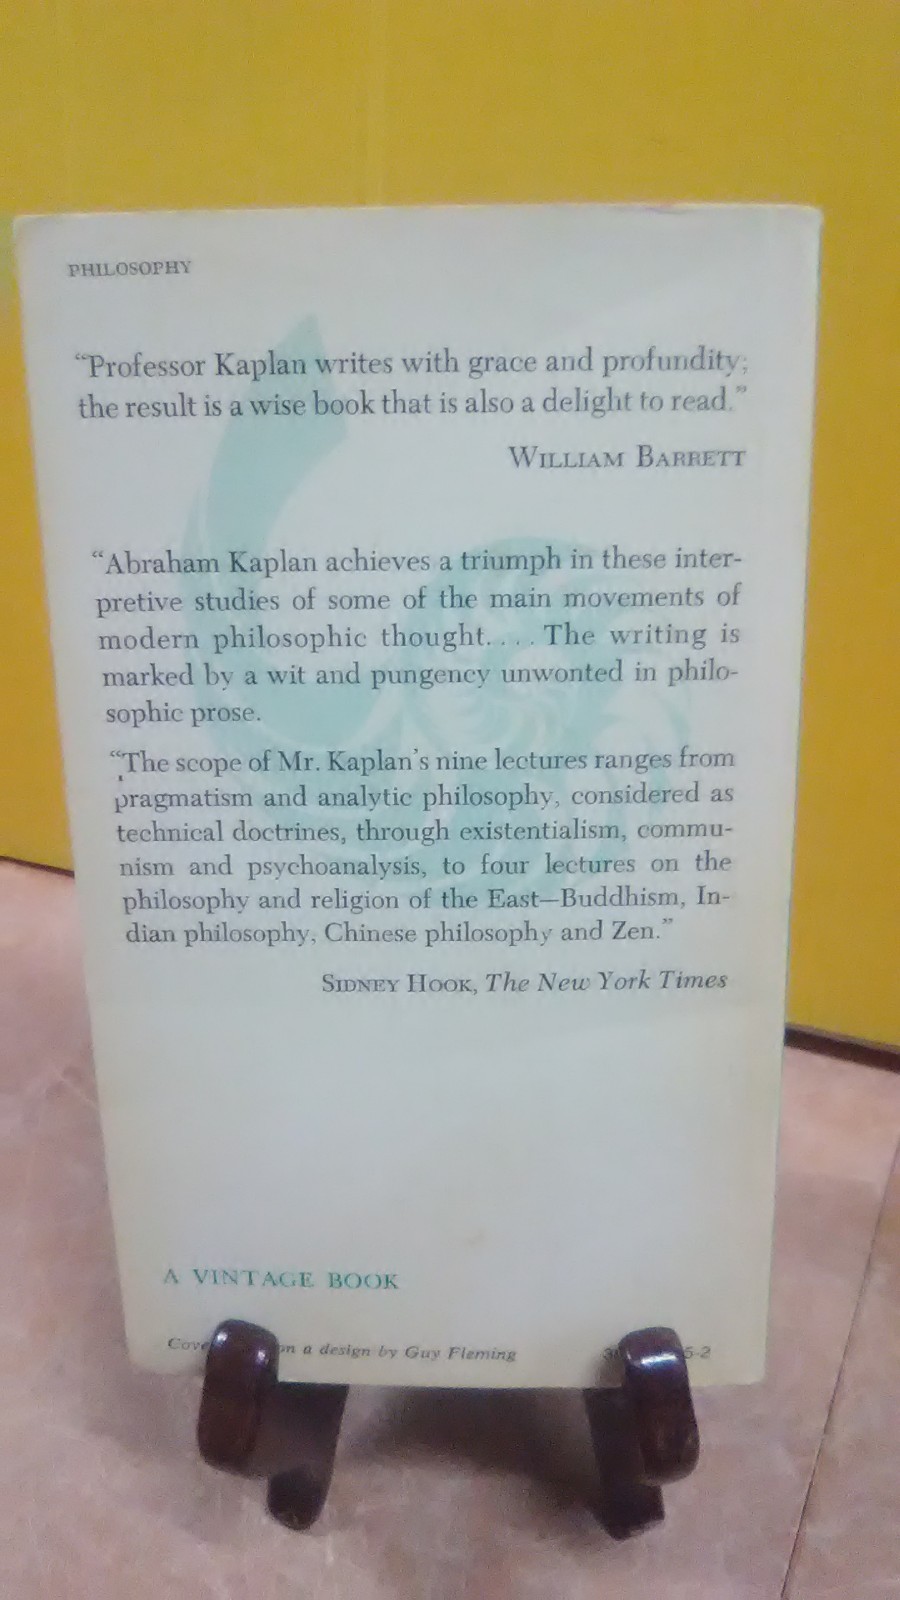 PHILOSOPHY
“Professor Kaplan writes with grace and profundity;
the result is a wise book that is also a delight to read.”
WILLIAM BARRETT
“Abraham Kaplan achieves a triumph in these inter-
pretive studies of some of the main movements of
modern philosophic thought. . . . The writing is
marked by a wit and pungency unwonted in philo-
sophic prose.
“The scope of Mr. Kaplan’s nine lectures ranges from
pragmatism and analytic philosophy, considered as
technical doctrines, through existentialism, commu-
nism and psychoanalysis, to four lectures on the
philosophy and religion of the East—Buddhism, In-
dian philosophy, Chinese philosophy and Zen.”
SIDNEY HOOK, The New York Times
A VINTAGE BOOK
on a design by Guy Fleming